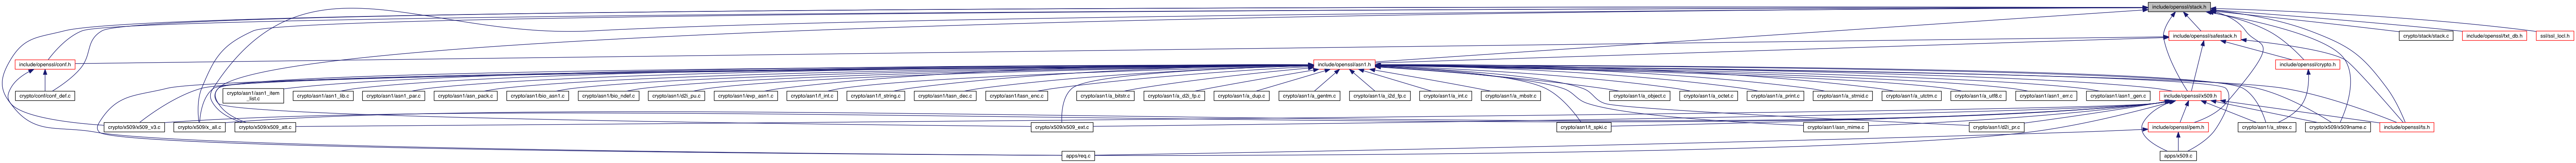 include/openssl/stack.h
include/openssl/safestack.h
crypto/stack/stack.c
include/openssl/txt_db.h
ssl/ssl_locl.h
include/openssl/conf.h
include/openssl/asn1.h
include/openssl/crypto.h
crypto/conf/conf_def.c
crypto/asn1/asn1_item
_list.c
crypto/asn1/asn1_lib.c
crypto/asn1/asn1_par.c
crypto/asn1/asn_pack.c
crypto/asn1/bio_asn1.c
crypto/asn1/bio_ndef.c
crypto/asn1/d2i_pu.c
crypto/asn1/evp_asn1.c
crypto/asn1/f_int.c
crypto/asn1/f_string.c
crypto/asn1/tasn_dec.c
crypto/asn1/tasn_enc.c
crypto/asn1/a_bitstr.c
crypto/asn1/a_d2i_fp.c
crypto/asn1/a_dup.c
crypto/asn1/a_gentm.c
crypto/asn1/a_i2d_fp.c
crypto/asn1/a_int.c
crypto/asn1/a_mbstr.c
crypto/asn1/a_object.c
crypto/asn1/a_octet.c
crypto/asn1/a_print.c
crypto/asn1/a_strnid.c
crypto/asn1/a_utctm.c
crypto/asn1/a_utf8.c
crypto/asn1/asn1_err.c
crypto/asn1/asn1_gen.c
include/openssl/x509.h
crypto/x509/x509_v3.c
crypto/x509/x_all.c
crypto/x509/x509_att.c
crypto/x509/x509_ext.c
crypto/asn1/t_spki.c
crypto/asn1/asn_mime.c
crypto/asn1/d2i_pr.c
include/openssl/pem.h
crypto/asn1/a_strex.c
crypto/x509/x509name.c
include/openssl/ts.h
apps/req.c
apps/x509.c